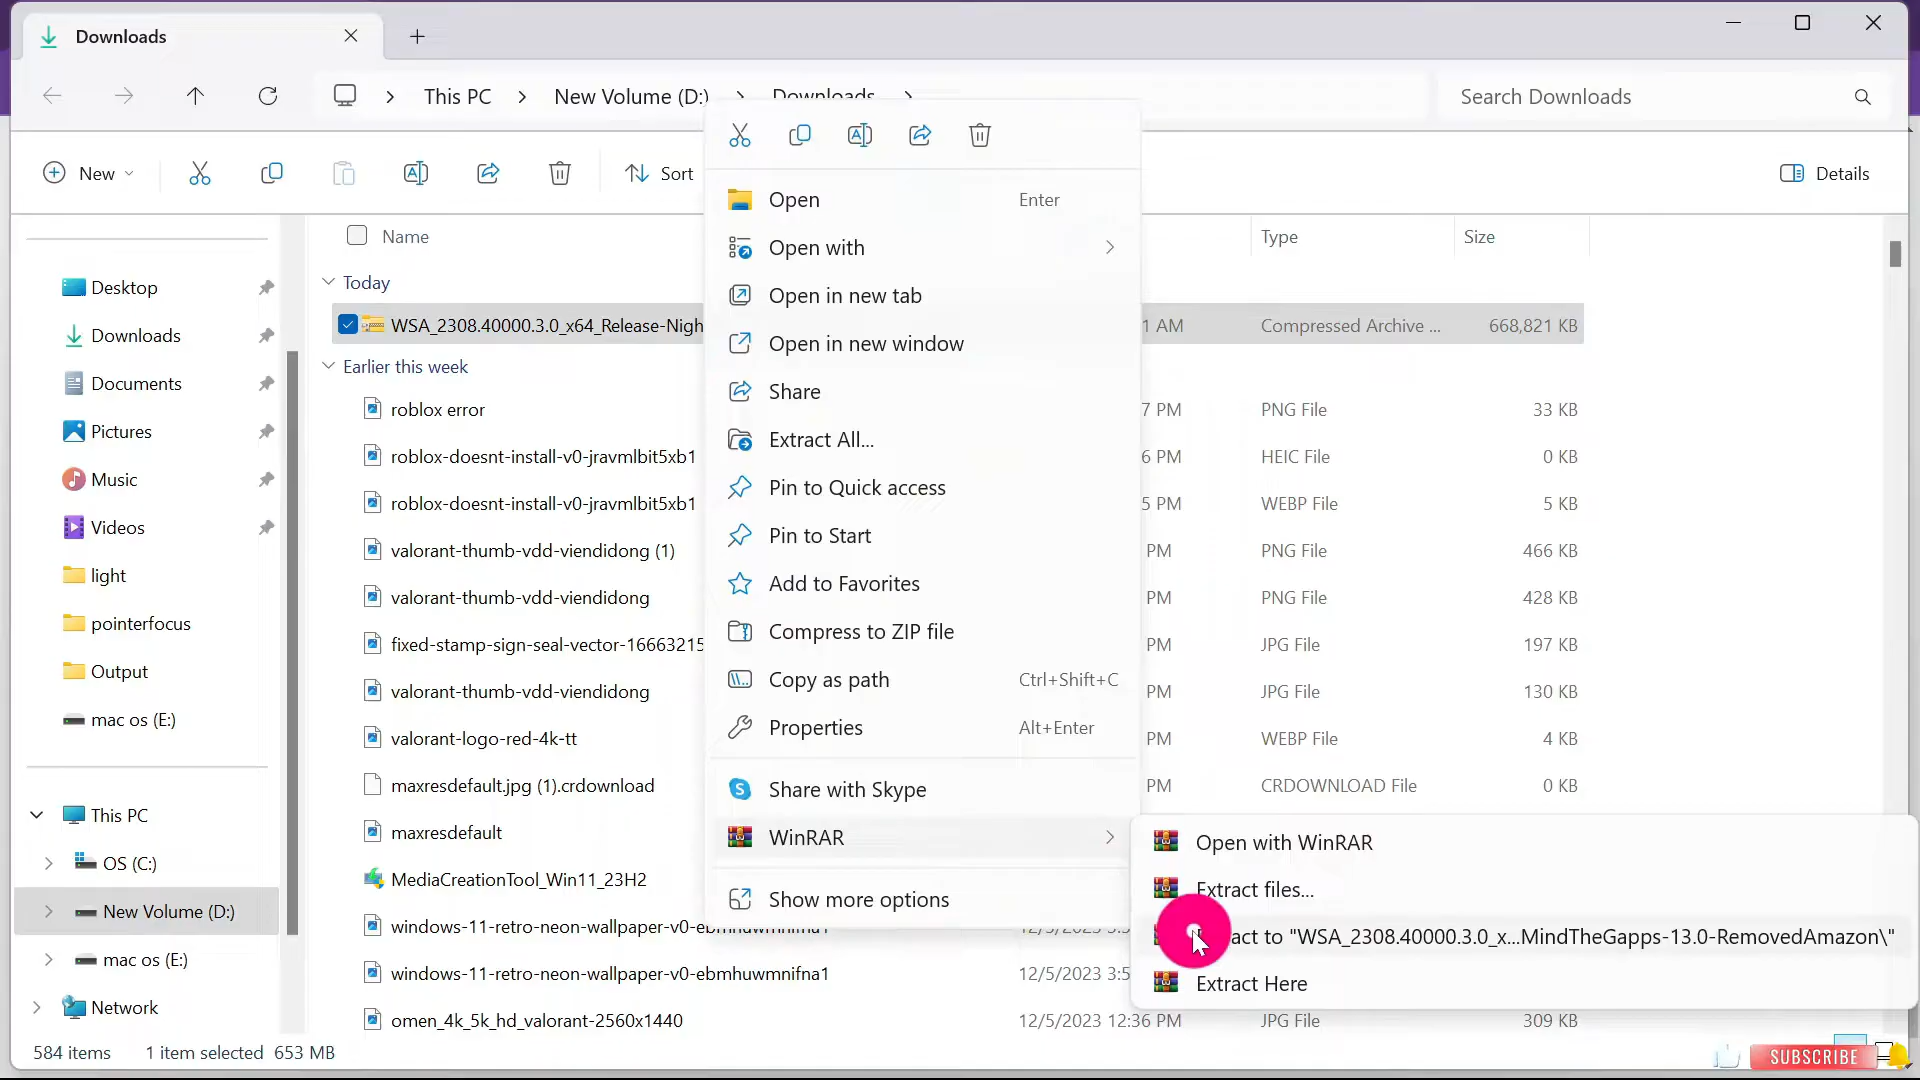 Downloads
This PC
New Volume (D:)
Downloads
Search Downloads
New
Sort
Details
Name
Type
Size
Today
WSA_2308.40000.3.0_x64_Release-Nigh
1 AM
Compressed Archive ...
668,821 KB
Earlier this week
roblox error
7 PM
PNG File
33 KB
roblox-doesnt-install-v0-jravmlbit5xb1
6 PM
HEIC File
0 KB
roblox-doesnt-install-v0-jravmlbit5xb1
5 PM
WEBP File
5 KB
valorant-thumb-vdd-viendidong (1)
PM
PNG File
466 KB
valorant-thumb-vdd-viendidong
PM
PNG File
428 KB
fixed-stamp-sign-seal-vector-16663215
PM
JPG File
197 KB
valorant-thumb-vdd-viendidong
PM
JPG File
130 KB
valorant-logo-red-4k-tt
PM
WEBP File
4 KB
maxresdefault.jpg (1).crdownload
PM
CRDOWNLOAD File
0 KB
maxresdefault
MediaCreationTool_Win11_23H2
windows-11-retro-neon-wallpaper-v0-ebmhuwmnifna1
windows-11-retro-neon-wallpaper-v0-ebmhuwmnifna1
12/5/2023 3:5
omen_4k_5k_hd_valorant-2560x1440
12/5/2023 12:36 PM
JPG File
309 KB
Desktop
Downloads
Documents
Pictures
Music
Videos
light
pointerfocus
Output
mac os (E:)
This PC
OS (C:)
New Volume (D:)
mac os (E:)
Network
Open
Enter
Open with
Open in new tab
Open in new window
Share
Extract All...
Pin to Quick access
Pin to Start
Add to Favorites
Compress to ZIP file
Copy as path
Ctrl+Shift+C
Properties
Alt+Enter
Share with Skype
WinRAR
Show more options
Open with WinRAR
Extract files...
act to "WSA_2308.40000.3.0_x...MindTheGapps-13.0-RemovedAmazon\"
Extract Here
584 items
1 item selected
653 MB
SUBSCRIBE